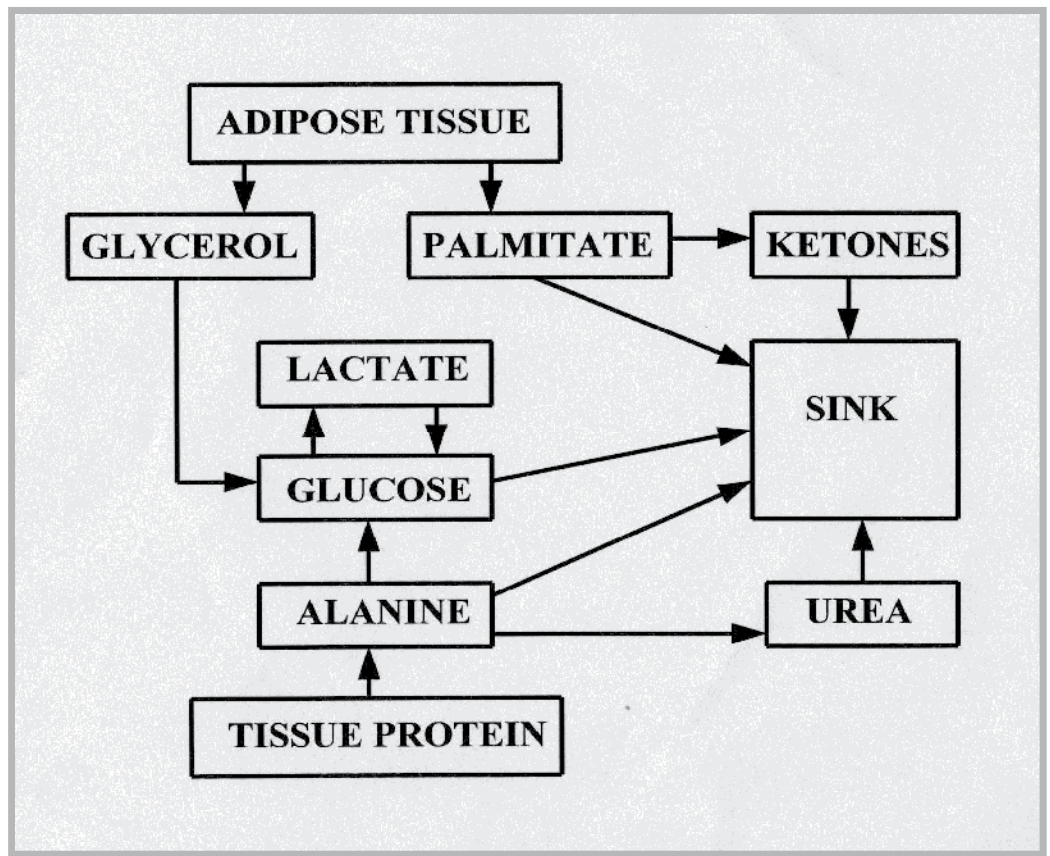 ADIPOSE TISSUE
GLYCEROL
PALMITATE
KETONES
LACTATE
SINK
GLUCOSE
ALANINE
UREA
TISSUE PROTEIN